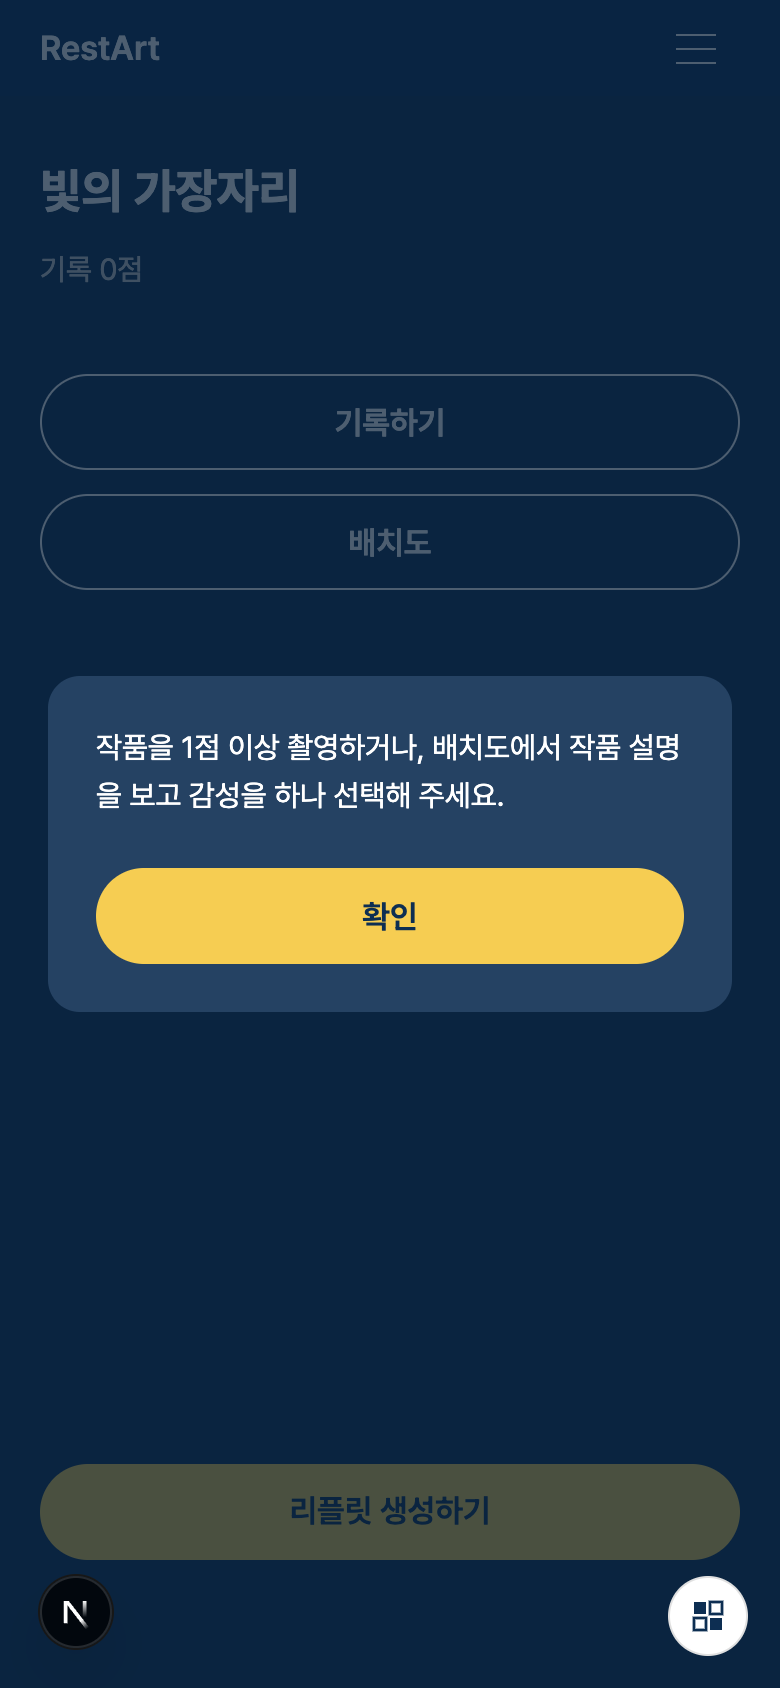 RestArt
빛의 가장자리
기록 0점
기록하기
배치도
작품을 1점 이상 촬영하거나, 배치도에서 작품 설명
을 보고 감성을 하나 선택해 주세요.
확인
리플릿 생성하기
N